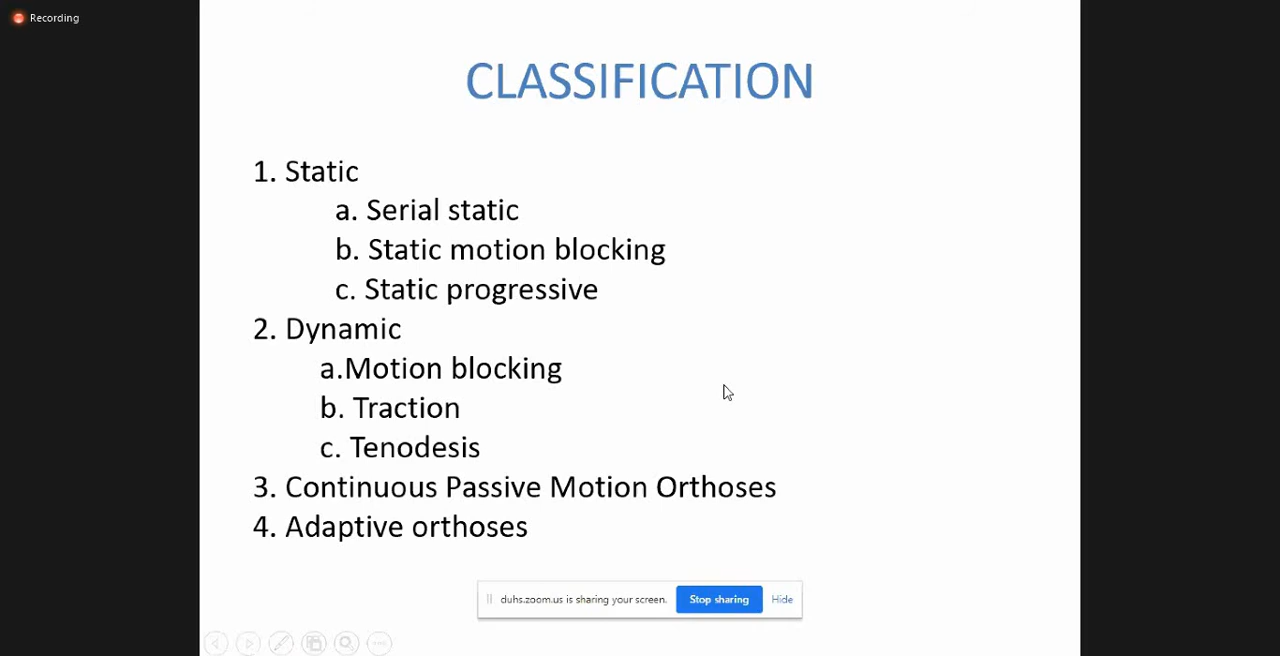 Recording
CLASSIFICATION
1. Static
a. Serial static
b. Static motion blocking
c. Static progressive
2. Dynamic
a.Motion blocking
b. Traction
c. Tenodesis
3. Continuous Passive Motion Orthoses
4. Adaptive orthoses
duhs.zoom.us is sharing your screen. Stop sharing Hide